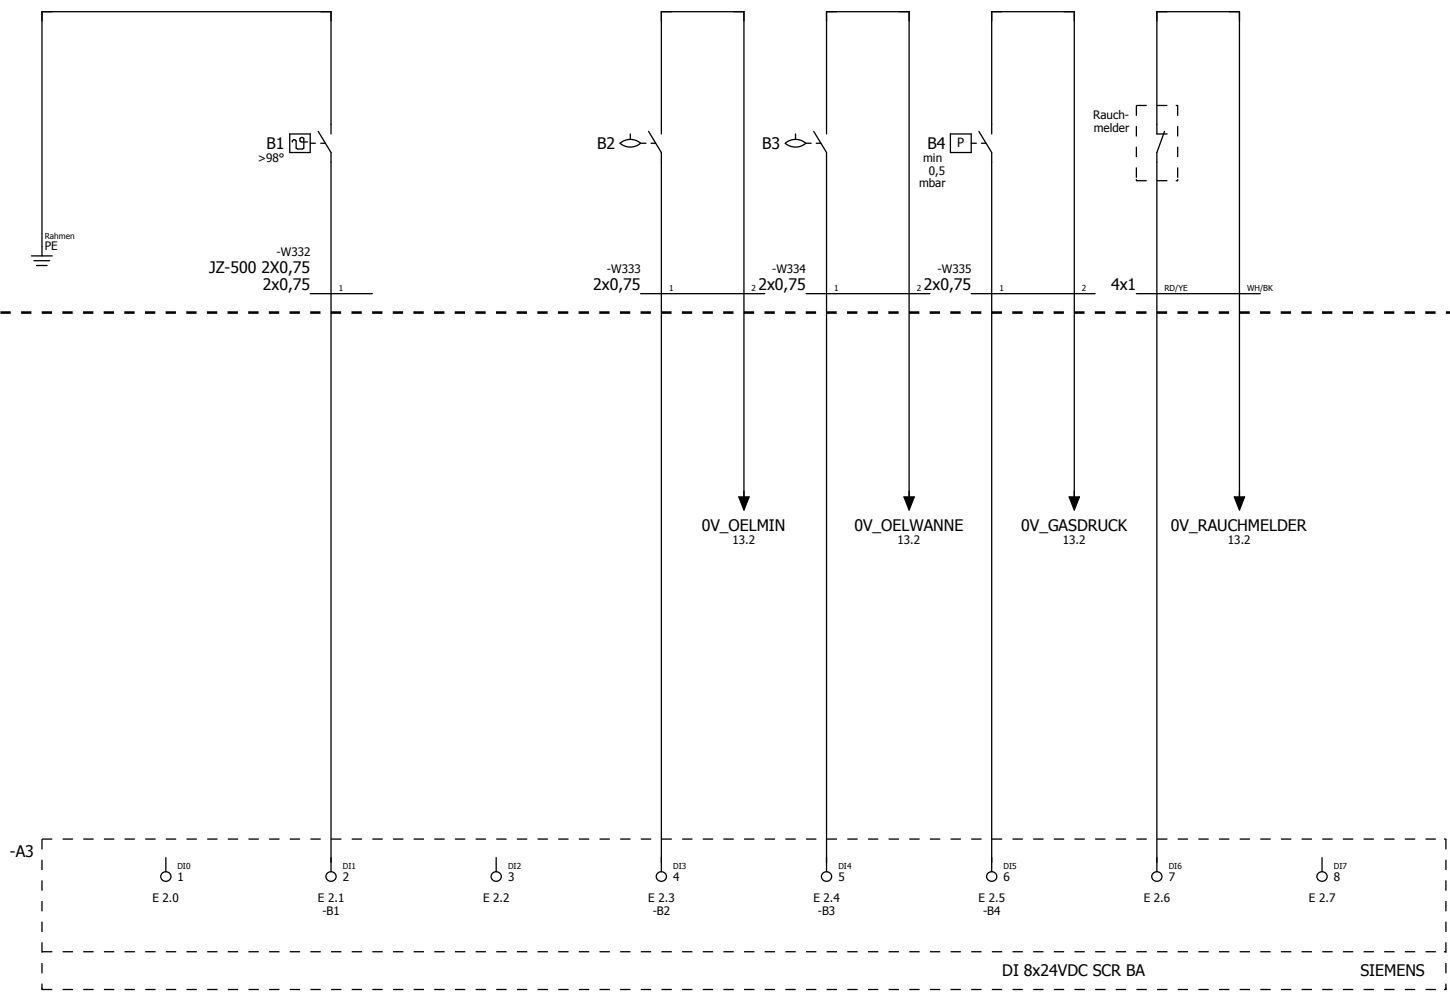 B1
>98°
B2
B3
B4
P
min
0,5
mbar
Rauch-
melder
Rahmen
PE
-W332
JZ-500 2X0,75
2x0,75
1
-W333
2x0,75
1
2
-W334
2x0,75
1
2
-W335
2x0,75
1
2
4x1
RD/YE
WH/BK
0V_OELMIN
13.2
0V_OELWANNE
13.2
0V_GASDRUCK
13.2
0V_RAUCHMELDER
13.2
-A3
DI0
1
E 2.0
DI1
2
E 2.1
-B1
DI2
3
E 2.2
DI3
4
E 2.3
-B2
DI4
5
E 2.4
-B3
DI5
6
E 2.5
-B4
DI6
7
E 2.6
DI7
8
E 2.7
DI 8x24VDC SCR BA
SIEMENS